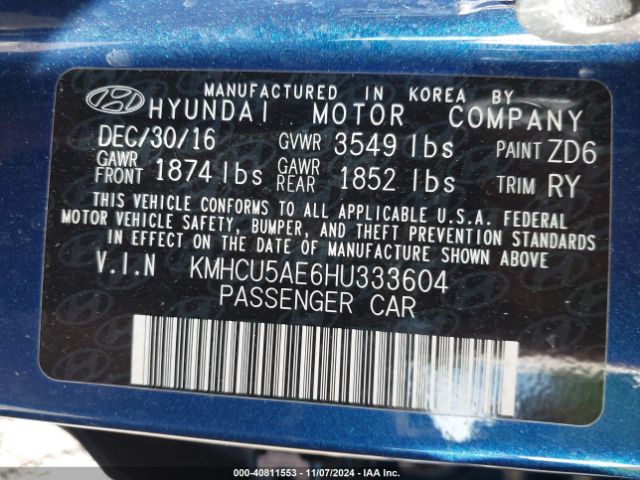 MANUFACTURED IN KOREA BY
HYUNDAI MOTOR COMPANY
DEC/30/16 GVWR 3549 lbs PAINT ZD6
GAWR FRONT 1874 lbs GAWR REAR 1852 lbs TRIM RY
THIS VEHICLE CONFORMS TO ALL APPLICABLE U.S.A. FEDERAL
MOTOR VEHICLE SAFETY, BUMPER, AND THEFT PREVENTION STANDARDS
IN EFFECT ON THE DATE OF MANUFACTURE SHOWN ABOVE
V.I.N KMHCU5AE6HU333604
PASSENGER CAR
000-40811553 - 11/07/2024 - IAA Inc.